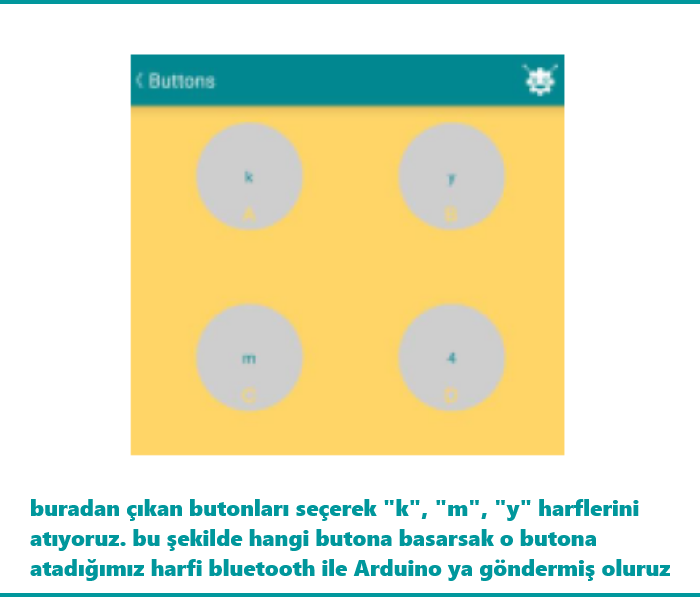 Buttons
k
A
y
B
m
C
4
D
buradan çıkan butonları seçerek "k", "m", "y" harflerini
atıyoruz. bu şekilde hangi butona basarsak o butona
atadığımız harfi bluetooth ile Arduino ya göndermiş oluruz